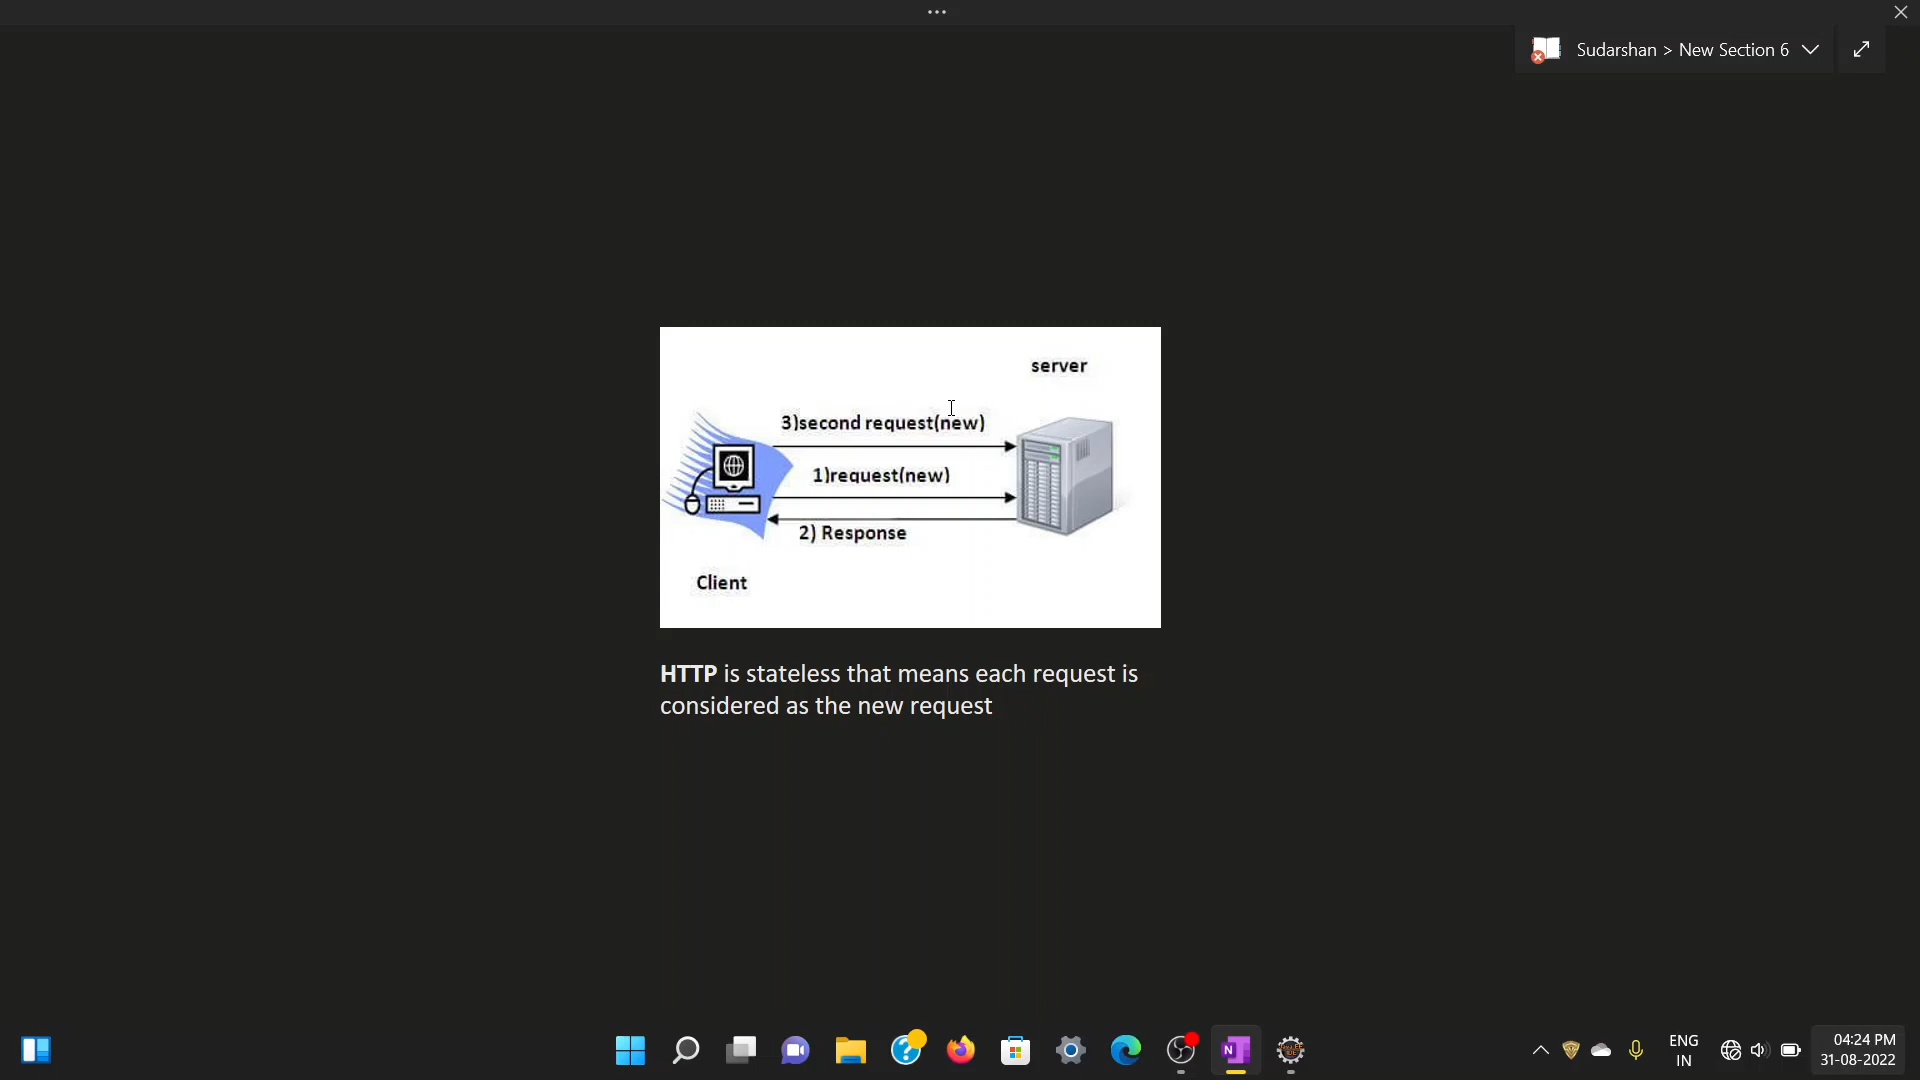 Sudarshan > New Section 6
server
3)second request(new)
1)request(new)
2) Response
Client
HTTP is stateless that means each request is
considered as the new request
ENG
IN
04:24 PM
31-08-2022